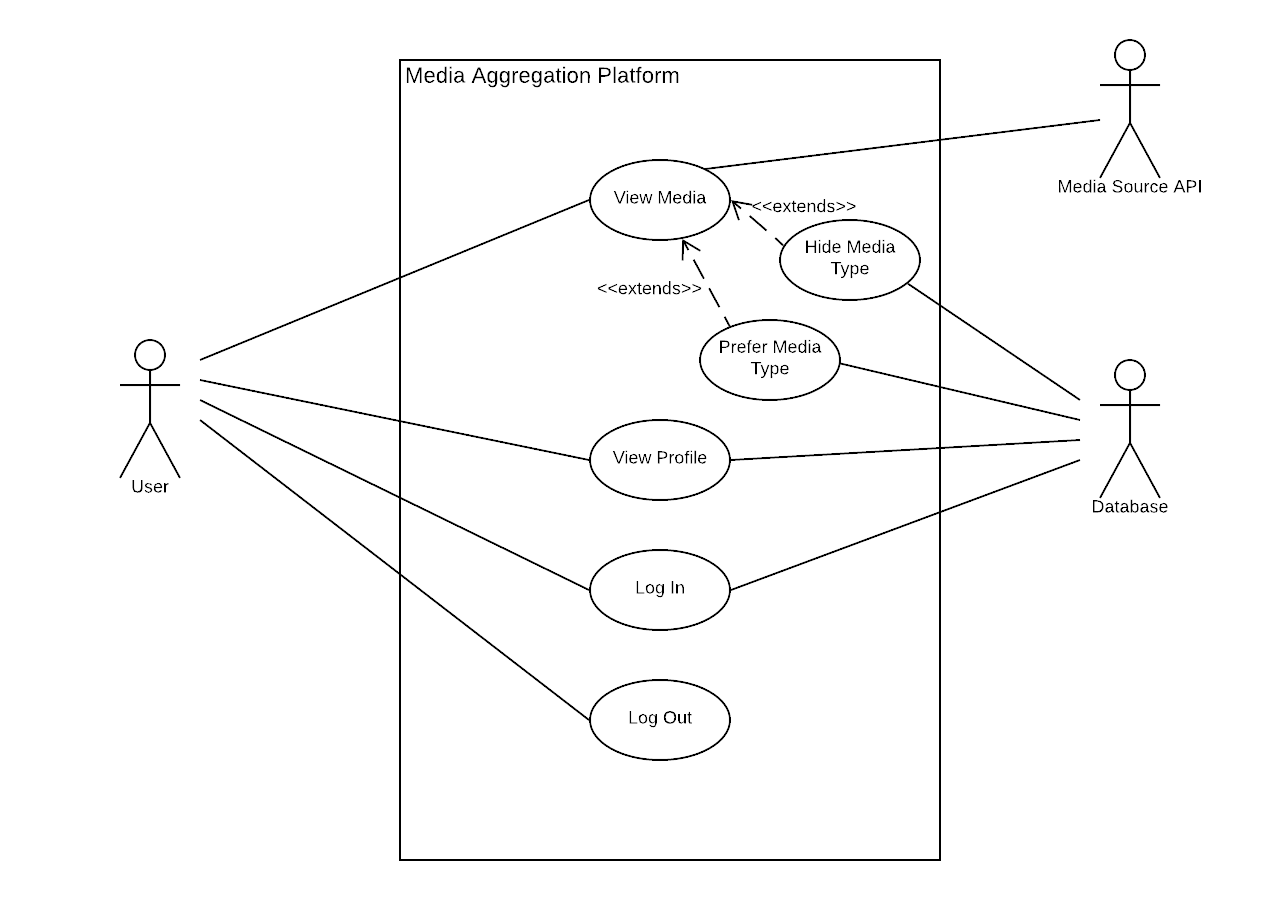 Media Aggregation Platform
Media Source API
View Media
<<extends>>
Hide Media
Type
<<extends>>
Prefer Media
Type
View Profile
User
Database
Log In
Log Out